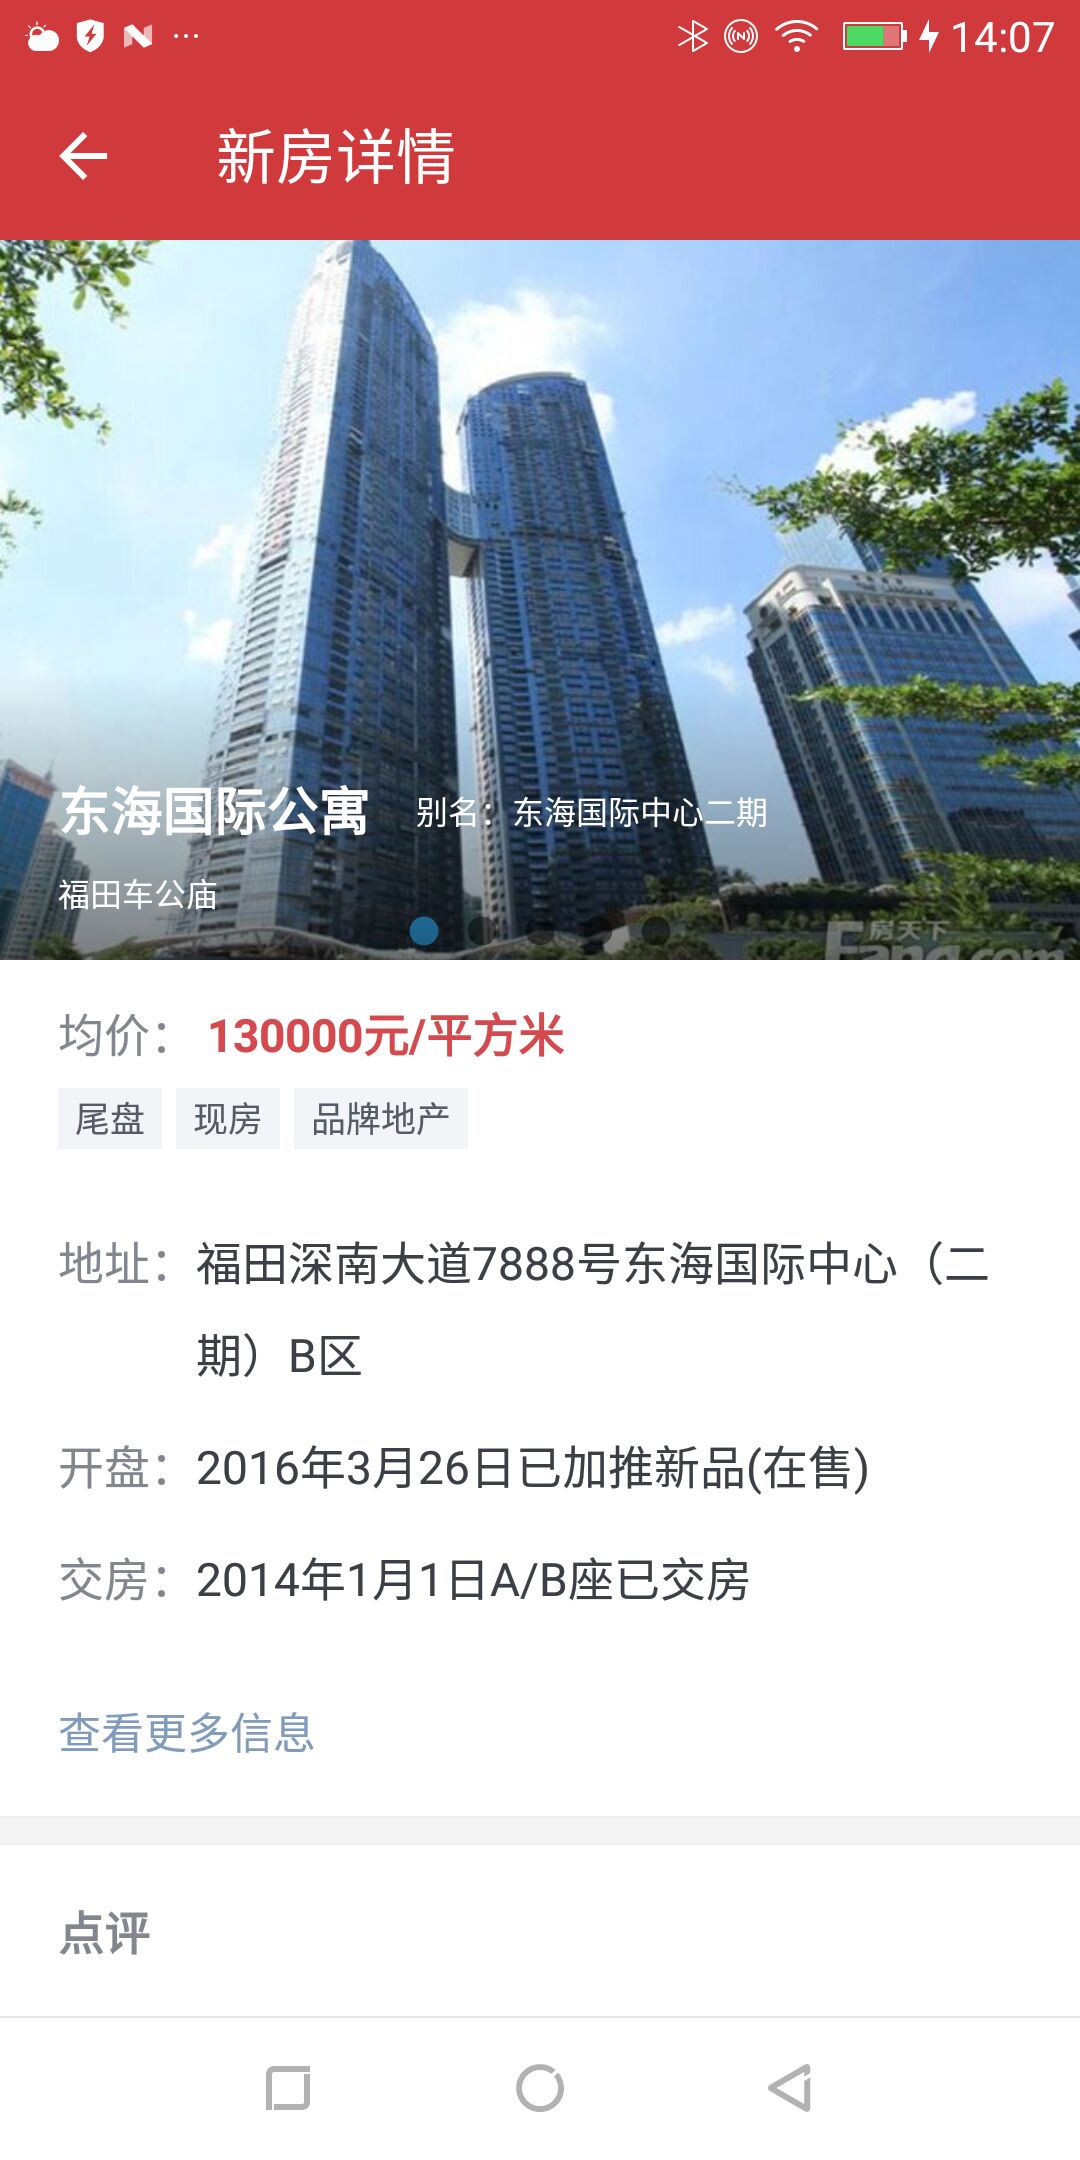 14:07
新房详情
东海国际公寓 别名：东海国际中心二期
福田车公庙
房天下
Fang.com
均价： 130000元/平方米
尾盘 现房 品牌地产
地址：福田深南大道7888号东海国际中心（二
期）B区
开盘：2016年3月26日已加推新品(在售)
交房：2014年1月1日A/B座已交房
查看更多信息
点评